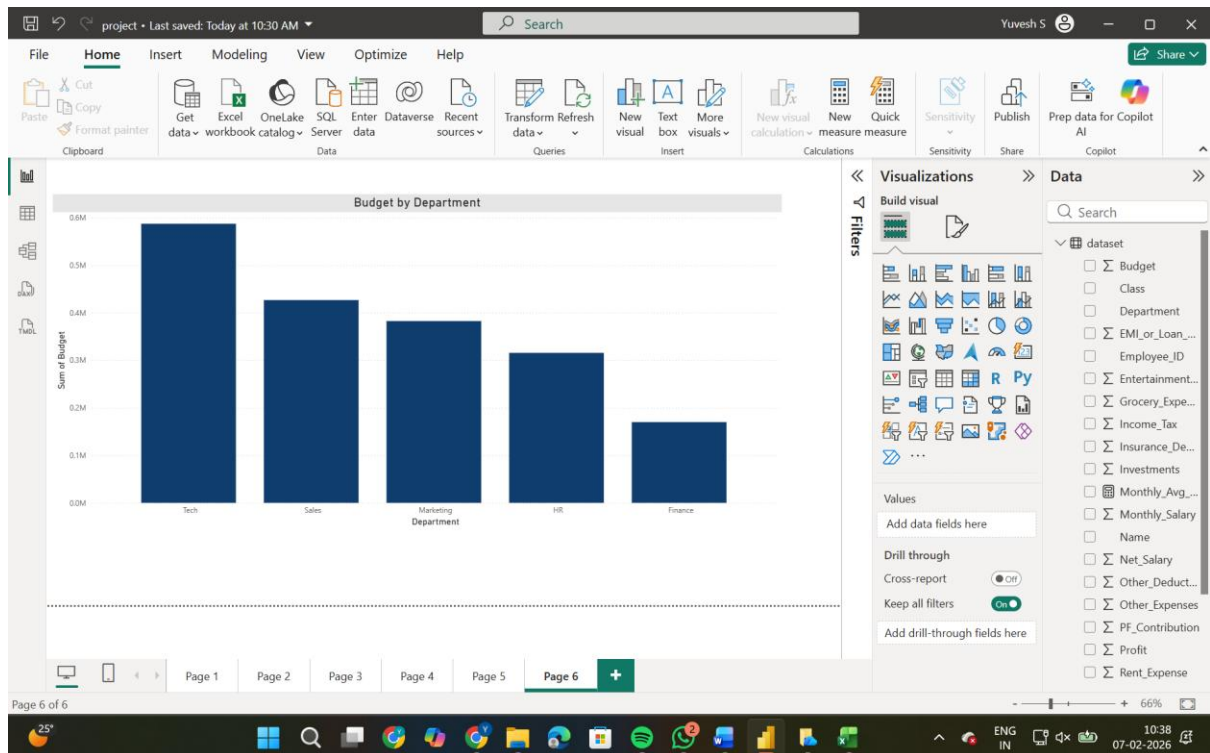 project • Last saved: Today at 10:30 AM
Search
Yuvesh S
File Home Insert Modeling View Optimize Help
Share
Paste
Cut
Copy
Format painter
Clipboard
Get data
Excel workbook
OneLake catalog
SQL Server
Enter data
Dataverse
Recent sources
Data
Transform data
Refresh
Queries
New visual
Text box
More visuals
Insert
New visual calculation
New measure
Quick measure
Calculations
Sensitivity
Sensitivity
Publish
Share
Prep data for AI
Copilot
Copilot
DAX
TMDL
Budget by Department
Sum of Budget
0.6M
0.5M
0.4M
0.3M
0.2M
0.1M
0.0M
Tech Sales Marketing HR Finance
Department
Filters
Visualizations
Build visual
123
R Py
Values
Add data fields here
Drill through
Cross-report Off
Keep all filters On
Add drill-through fields here
Data
Search
dataset
Budget
Class
Department
EMI_or_Loan_...
Employee_ID
Entertainment...
Grocery_Expe...
Income_Tax
Insurance_De...
Investments
Monthly_Avg_...
Monthly_Salary
Name
Net_Salary
Other_Deduct...
Other_Expenses
PF_Contribution
Profit
Rent_Expense
Page 1 Page 2 Page 3 Page 4 Page 5 Page 6 +
Page 6 of 6
- + 66%
25°
2
ENG
IN
10:38
07-02-2026